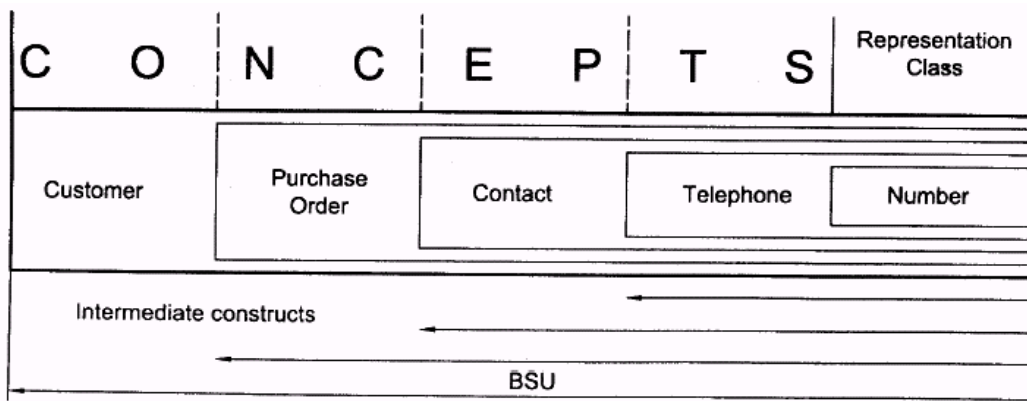 C O N C E P T S
Representation
Class
Customer
Purchase
Order
Contact
Telephone
Number
Intermediate constructs
BSU